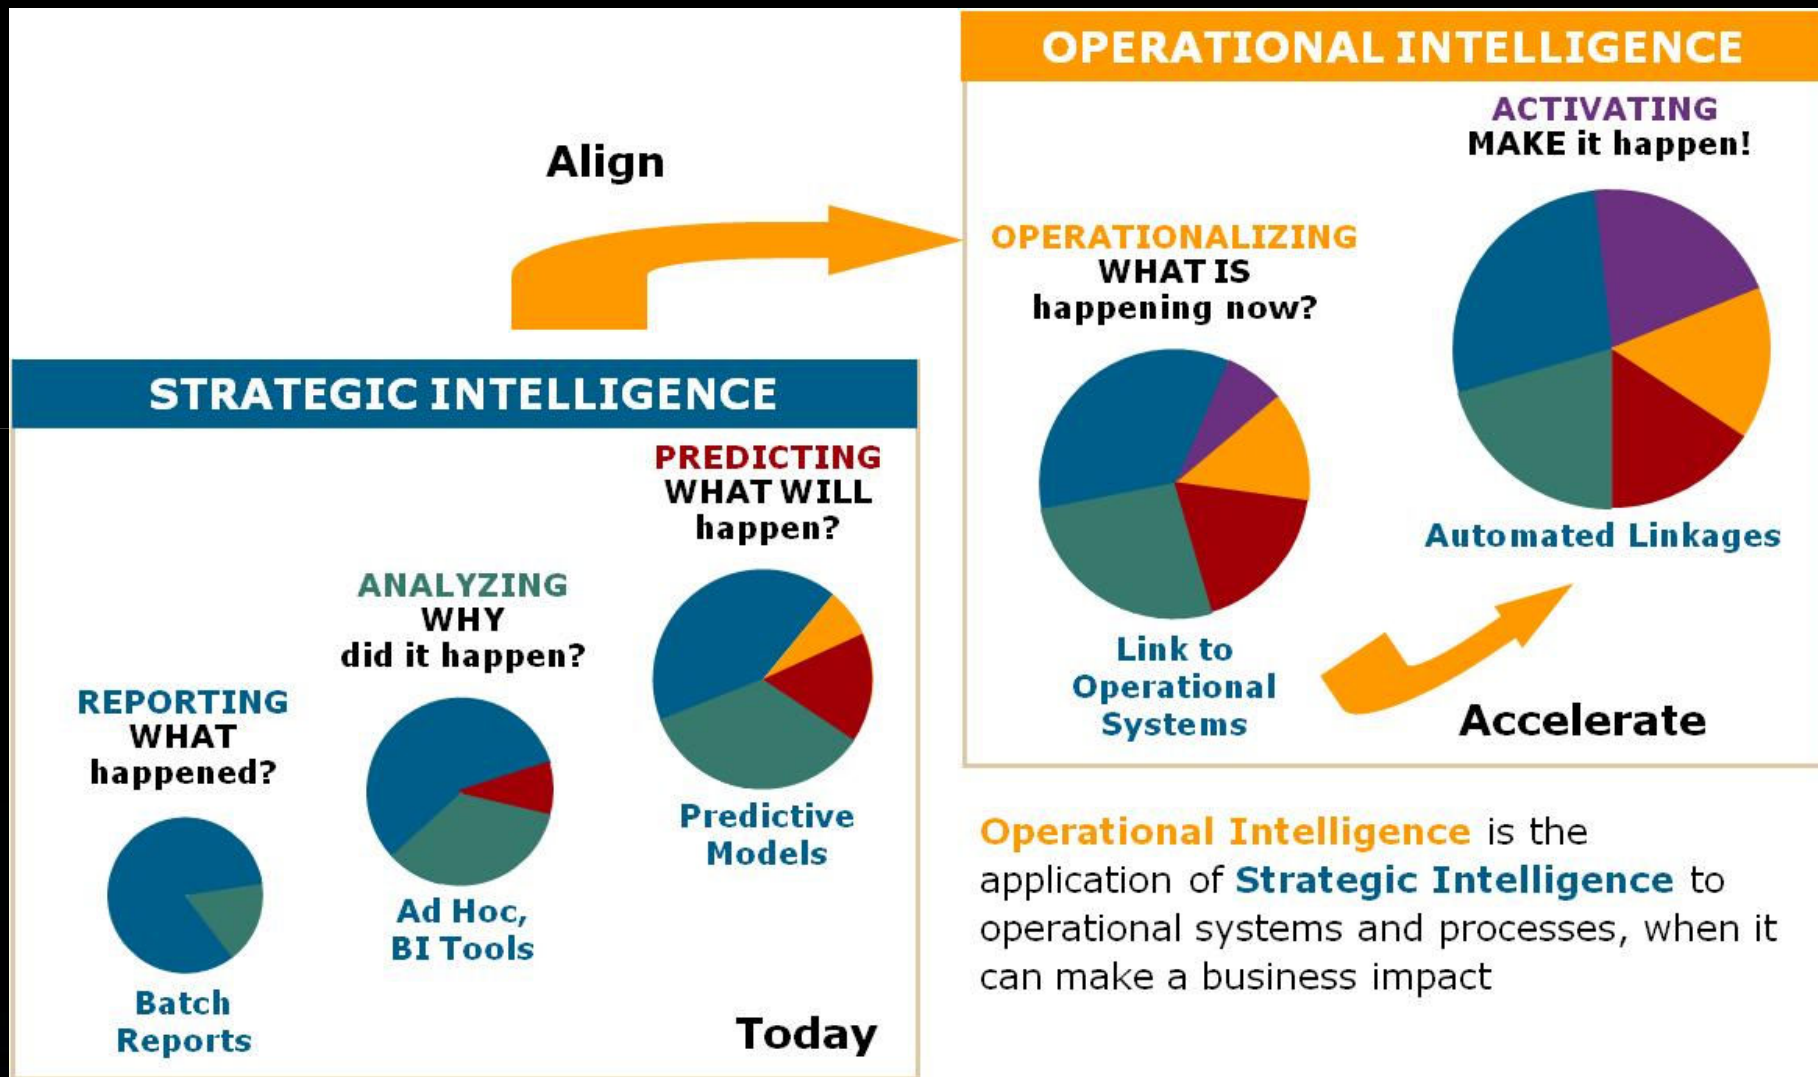 OPERATIONAL INTELLIGENCE
ACTIVATING
MAKE it happen!
Align
OPERATIONALIZING
WHAT IS
happening now?
STRATEGIC INTELLIGENCE
PREDICTING
WHAT WILL
happen?
Automated Linkages
ANALYZING
WHY
did it happen?
Link to
Operational
Systems
REPORTING
WHAT
happened?
Accelerate
Predictive
Models
Operational Intelligence is the
application of Strategic Intelligence to
operational systems and processes, when it
can make a business impact
Ad Hoc,
BI Tools
Batch
Reports
Today